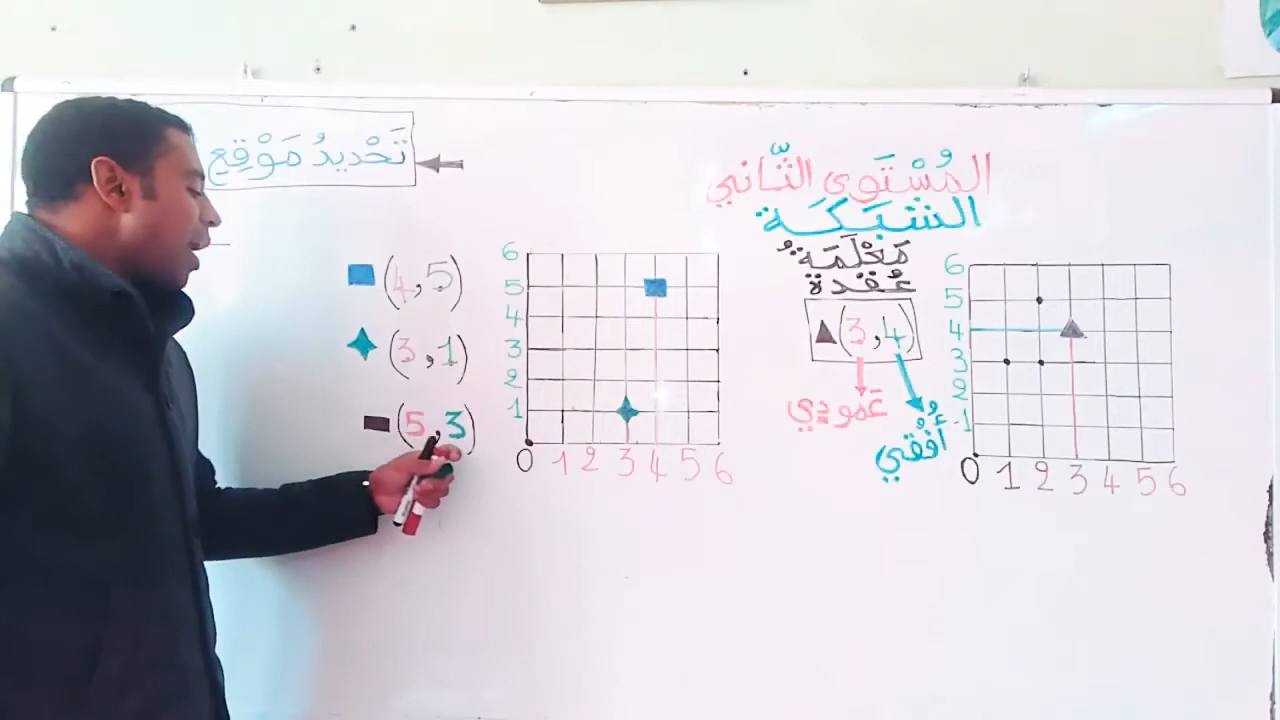 تَحْدِيدُ مَوْقِعِ
المُسْتَوى الثّاني
الشبَكَة
مَعْلَمَةٌ
عُقدة
(3,4)
عَمودي
أُفُقي
(4,5)
(3,1)
(5,3)
6
5
4
3
2
1
0 1 2 3 4 5 6
6
5
4
3
2
1
0 1 2 3 4 5 6